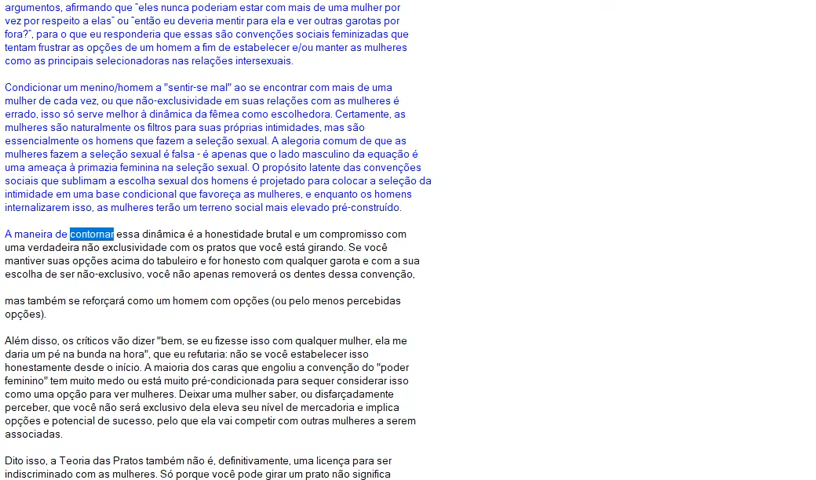 argumentos, afirmando que "eles nunca poderiam estar com mais de uma mulher por
vez por respeito a elas" ou "então eu deveria mentir para ela e ver outras garotas por
fora?", para o que eu responderia que essas são convenções sociais feminizadas que
tentam frustrar as opções de um homem a fim de estabelecer e/ou manter as mulheres
como as principais selecionadoras nas relações intersexuais.
Condicionar um menino/homem a "sentir-se mal" ao se encontrar com mais de uma
mulher de cada vez, ou que não-exclusividade em suas relações com as mulheres é
errado, isso só serve melhor à dinâmica da fêmea como escolhedora. Certamente, as
mulheres são naturalmente os filtros para suas próprias intimidades, mas são
essencialmente os homens que fazem a seleção sexual. A alegoria comum de que as
mulheres fazem a seleção sexual é falsa - é apenas que o lado masculino da equação é
uma ameaça à primazia feminina na seleção sexual. O propósito latente das convenções
sociais que sublimam a escolha sexual dos homens é projetado para colocar a seleção da
intimidade em uma base condicional que favoreça as mulheres, e enquanto os homens
internalizarem isso, as mulheres terão um terreno social mais elevado pré-construído.
A maneira de contornar essa dinâmica é a honestidade brutal e um compromisso com
uma verdadeira não exclusividade com os pratos que você está girando. Se você
mantiver suas opções acima do tabuleiro e for honesto com qualquer garota e com a sua
escolha de ser não-exclusivo, você não apenas removerá os dentes dessa convenção,
mas também se reforçará como um homem com opções (ou pelo menos percebidas
opções).
Além disso, os críticos vão dizer "bem, se eu fizesse isso com qualquer mulher, ela me
daria um pé na bunda na hora", que eu refutaria: não se você estabelecer isso
honestamente desde o início. A maioria dos caras que engoliu a convenção do "poder
feminino" tem muito medo ou está muito pré-condicionada para sequer considerar isso
como uma opção para ver mulheres. Deixar uma mulher saber, ou disfarçadamente
perceber, que você não será exclusivo dela eleva seu nível de mercadoria e implica
opções e potencial de sucesso, pelo que ela vai competir com outras mulheres a serem
associadas.
Dito isso, a Teoria das Pratos também não é, definitivamente, uma licença para ser
indiscriminado com as mulheres. Só porque você pode girar um prato não significa